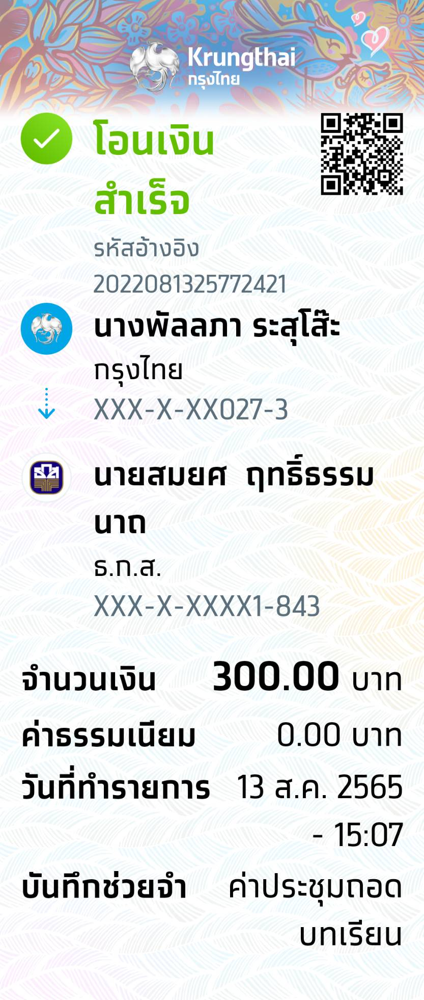 Krungthai
กรุงไทย
โอนเงิน
สำเร็จ
รหัสอ้างอิง
2022081325772421
นางพัลลภา ระสุโส๊ะ
กรุงไทย
XXX-X-XX027-3
นายสมยศ  ฤทธิ์ธรรม
นาถ
ธ.ก.ส.
XXX-X-XXXX1-843
จำนวนเงิน 300.00 บาท
ค่าธรรมเนียม 0.00 บาท
วันที่ทำรายการ 13 ส.ค. 2565
- 15:07
บันทึกช่วยจำ ค่าประชุมถอด
บทเรียน